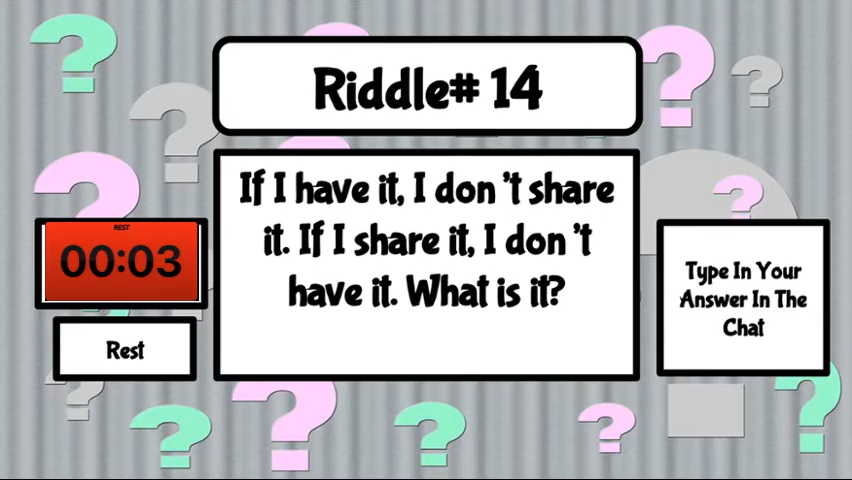 Riddle# 14
If I have it, I don't share
it. If I share it, I don't
have it. What is it?
REST
00:03
Rest
Type In Your
Answer In The
Chat